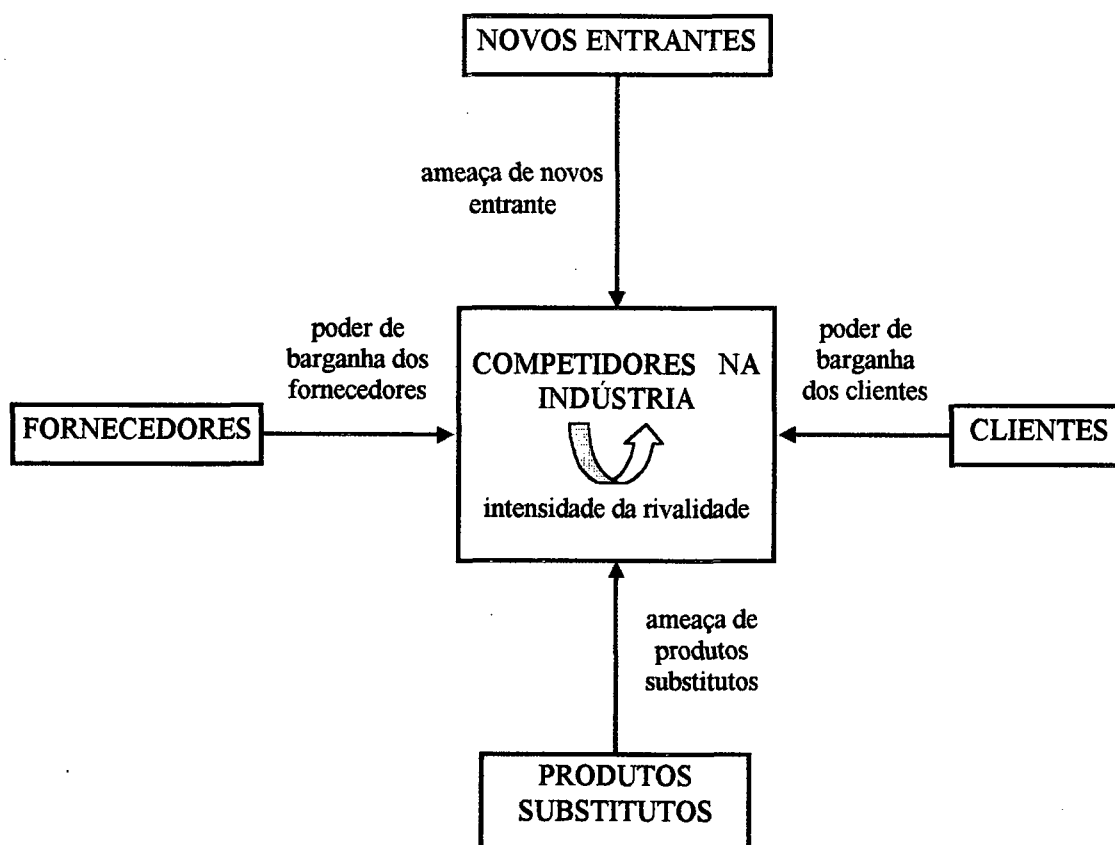 NOVOS ENTRANTES
ameaça de novos
entrante
poder de
barganha dos
fornecedores
poder de
barganha
dos clientes
COMPETIDORES NA
INDÚSTRIA
FORNECEDORES
CLIENTES
intensidade da rivalidade
ameaça de
produtos
substitutos
PRODUTOS
SUBSTITUTOS